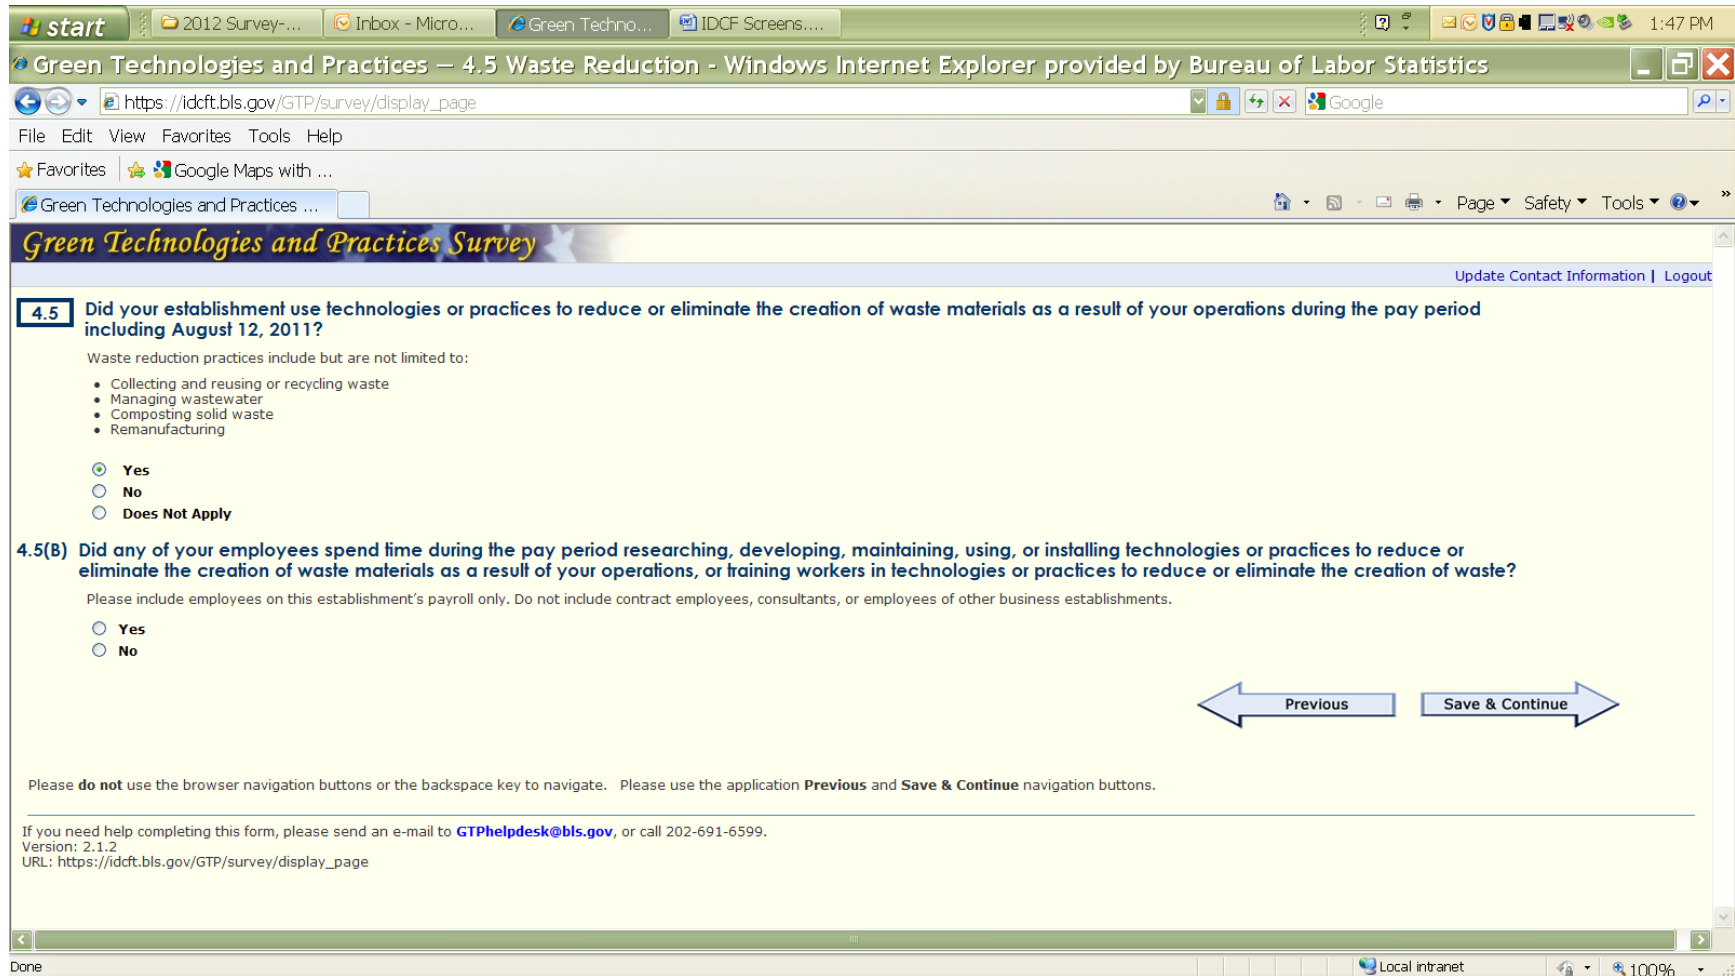 start
2012 Survey-...
Inbox - Micro...
Green Techno...
IDCF Screens....
1:47 PM
Green Technologies and Practices — 4.5 Waste Reduction - Windows Internet Explorer provided by Bureau of Labor Statistics
https://idcft.bls.gov/GTP/survey/display_page
Google
File Edit View Favorites Tools Help
Favorites Google Maps with ...
Green Technologies and Practices ...
Page Safety Tools »
Green Technologies and Practices Survey
Update Contact Information | Logout
4.5 Did your establishment use technologies or practices to reduce or eliminate the creation of waste materials as a result of your operations during the pay period
including August 12, 2011?
Waste reduction practices include but are not limited to:
• Collecting and reusing or recycling waste
• Managing wastewater
• Composting solid waste
• Remanufacturing
Yes
No
Does Not Apply
4.5(B) Did any of your employees spend time during the pay period researching, developing, maintaining, using, or installing technologies or practices to reduce or
eliminate the creation of waste materials as a result of your operations, or training workers in technologies or practices to reduce or eliminate the creation of waste?
Please include employees on this establishment's payroll only. Do not include contract employees, consultants, or employees of other business establishments.
Yes
No
Previous
Save & Continue
Please do not use the browser navigation buttons or the backspace key to navigate. Please use the application Previous and Save & Continue navigation buttons.
If you need help completing this form, please send an e-mail to GTPhelpdesk@bls.gov, or call 202-691-6599.
Version: 2.1.2
URL: https://idcft.bls.gov/GTP/survey/display_page
Done
Local intranet
100%